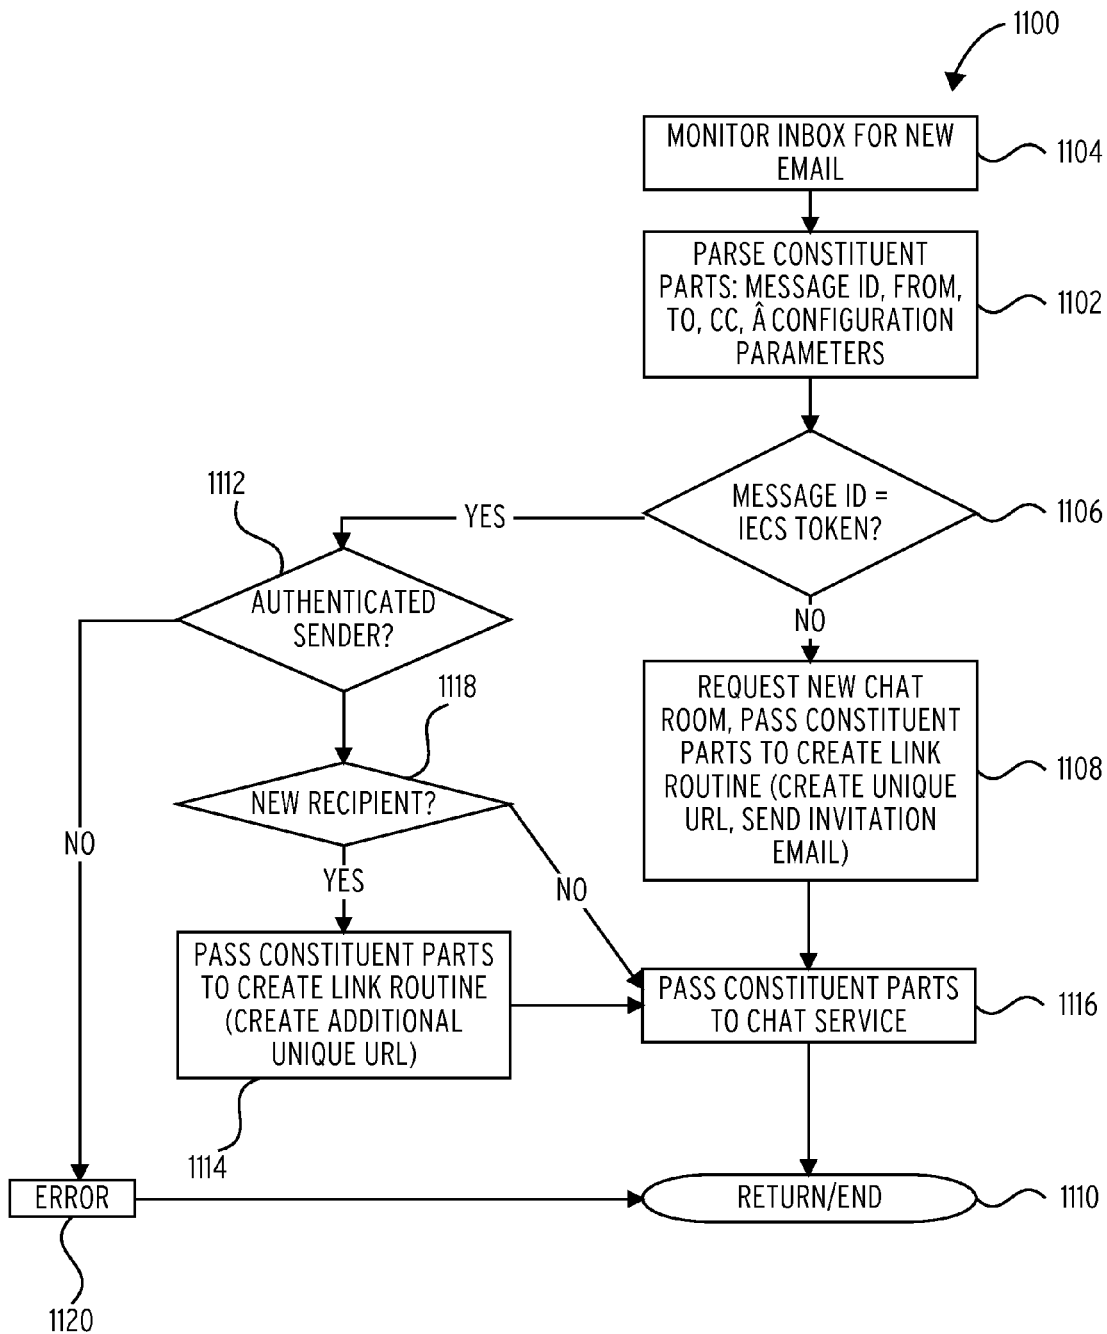 1100
MONITOR INBOX FOR NEW
EMAIL
1104
PARSE CONSTITUENT
PARTS: MESSAGE ID, FROM,
TO, CC, Â CONFIGURATION
PARAMETERS
1102
MESSAGE ID =
IECS TOKEN?
1106
YES
1112
AUTHENTICATED
SENDER?
NO
REQUEST NEW CHAT
ROOM, PASS CONSTITUENT
PARTS TO CREATE LINK
ROUTINE (CREATE UNIQUE
URL, SEND INVITATION
EMAIL)
1108
1118
NEW RECIPIENT?
NO
YES
NO
PASS CONSTITUENT PARTS
TO CREATE LINK ROUTINE
(CREATE ADDITIONAL
UNIQUE URL)
1114
PASS CONSTITUENT PARTS
TO CHAT SERVICE
1116
ERROR
1120
RETURN/END
1110